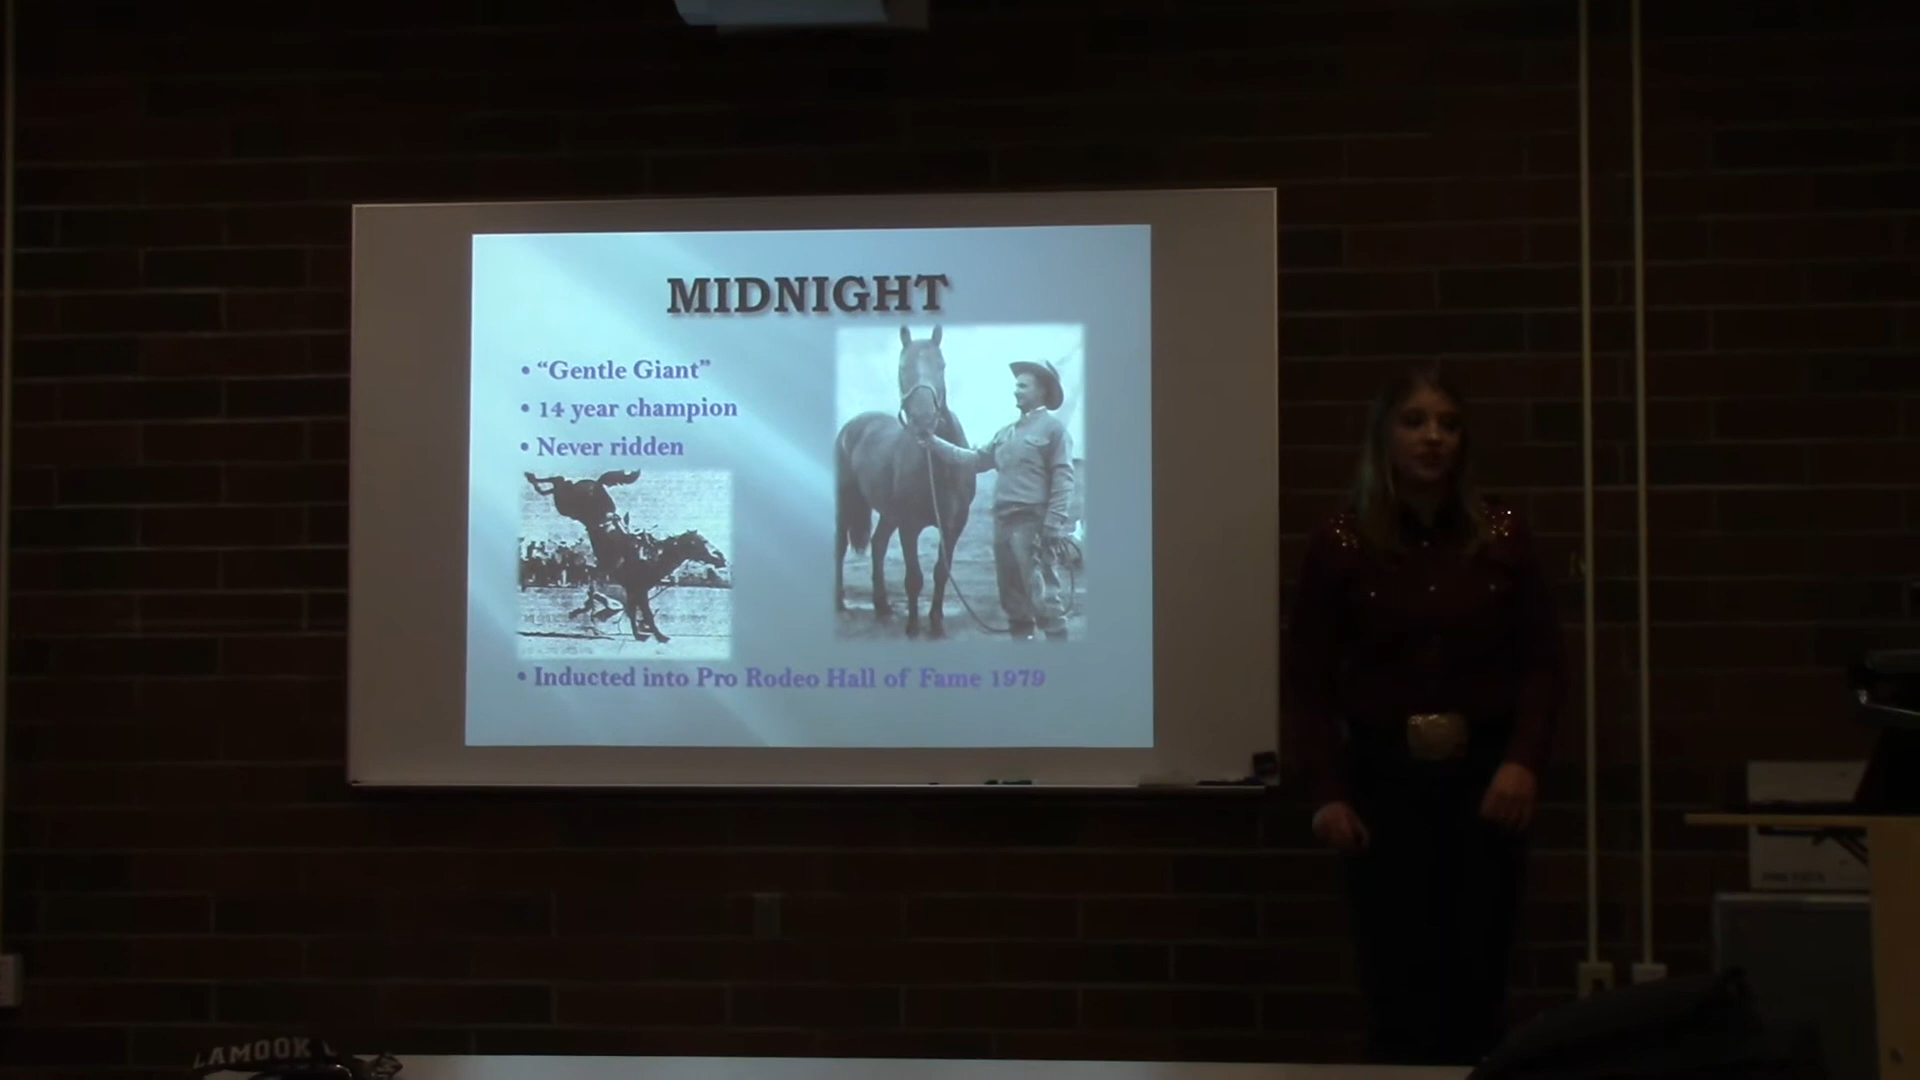 MIDNIGHT
• “Gentle Giant”
• 14 year champion
• Never ridden
• Inducted into Pro Rodeo Hall of Fame 1979
LAMOOK